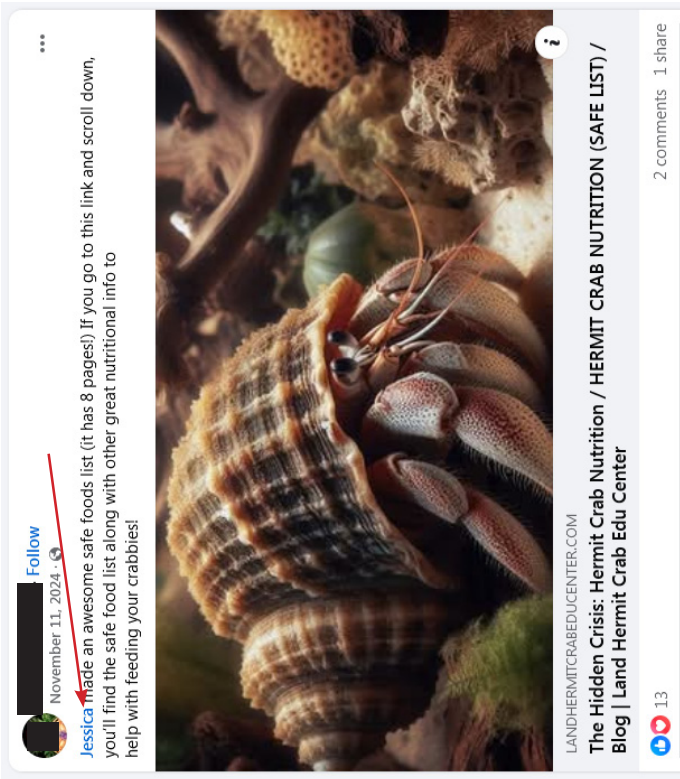 Follow
November 11, 2024 ·
Jessica made an awesome safe foods list (it has 8 pages!) If you go to this link and scroll down,
you'll find the safe food list along with other great nutritional info to
help with feeding your crabbies!
i
LANDHERMITCRABEDUCENTER.COM
The Hidden Crisis: Hermit Crab Nutrition / HERMIT CRAB NUTRITION (SAFE LIST) /
Blog | Land Hermit Crab Edu Center
13
2 comments 1 share